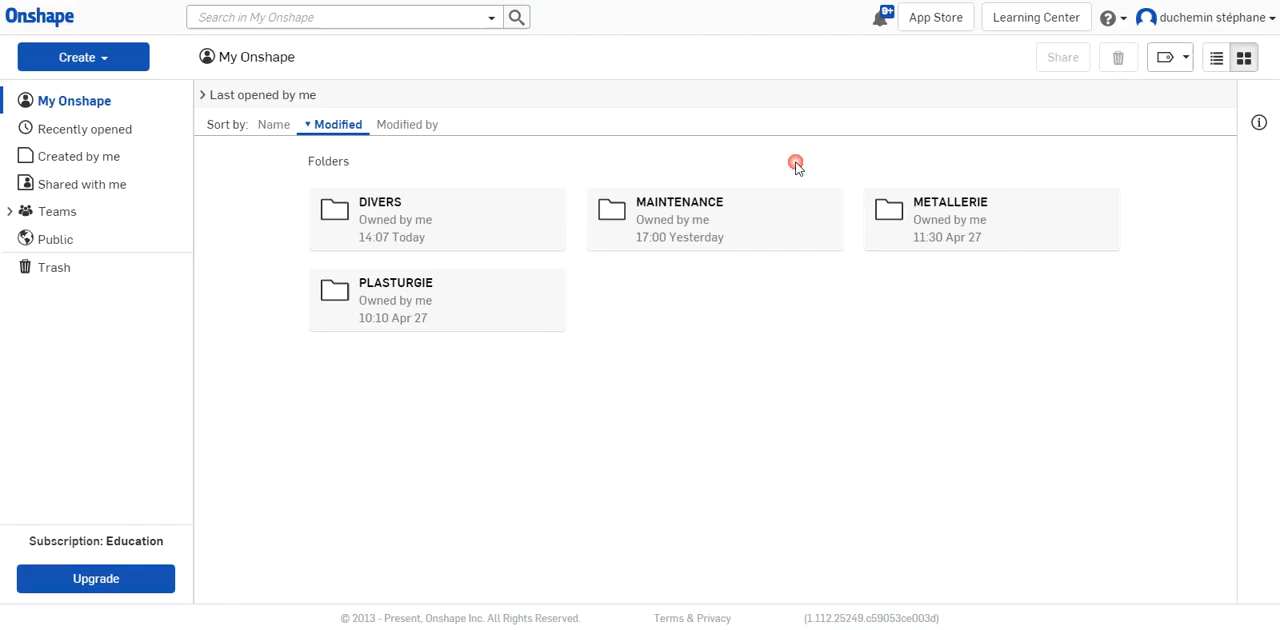 Onshape
Search in My Onshape
9+
App Store
Learning Center
duchemin stéphane
Create
My Onshape
Share
My Onshape
Recently opened
Created by me
Shared with me
Teams
Public
Trash
Last opened by me
Sort by: Name Modified Modified by
Folders
DIVERS
Owned by me
14:07 Today
MAINTENANCE
Owned by me
17:00 Yesterday
METALLERIE
Owned by me
11:30 Apr 27
PLASTURGIE
Owned by me
10:10 Apr 27
Subscription: Education
Upgrade
© 2013 - Present, Onshape Inc. All Rights Reserved. Terms & Privacy (1.112.25249.c59053ce003d)